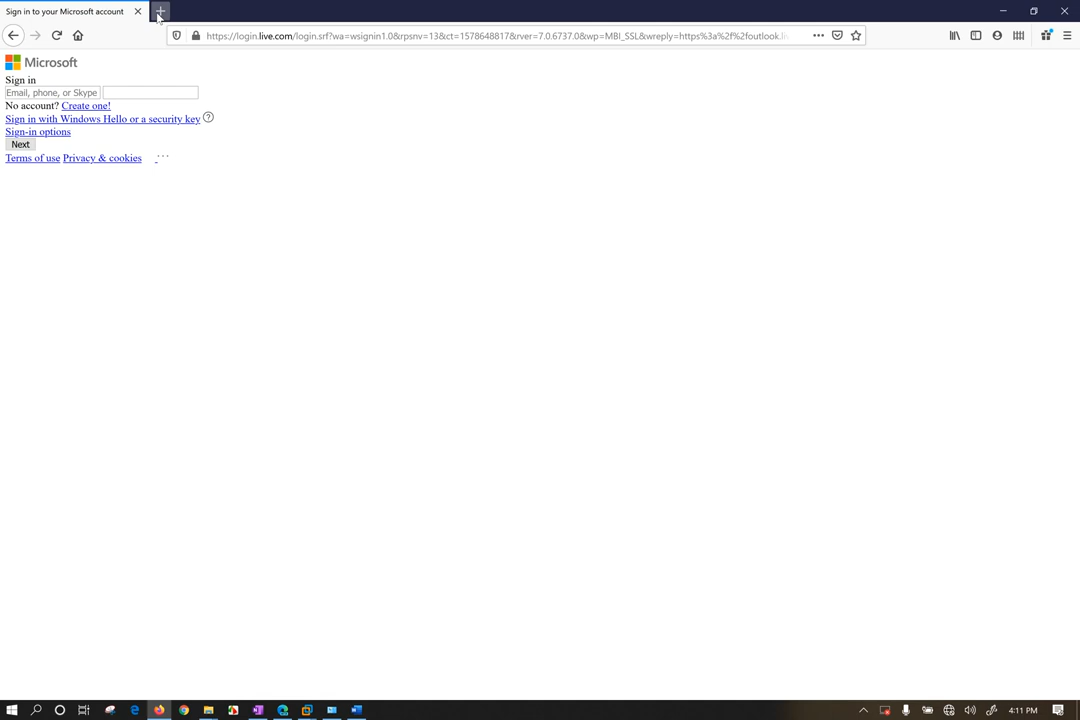 Sign in to your Microsoft account
https://login.live.com/login.srf?wa=wsignin1.0&rpsnv=13&ct=1578648817&rver=7.0.6737.0&wp=MBI_SSL&wreply=https%3a%2f%2foutlook.li
Microsoft
Sign in
Email, phone, or Skype
No account? Create one!
Sign in with Windows Hello or a security key ?
Sign-in options
Next
Terms of use Privacy & cookies ...
4:11 PM